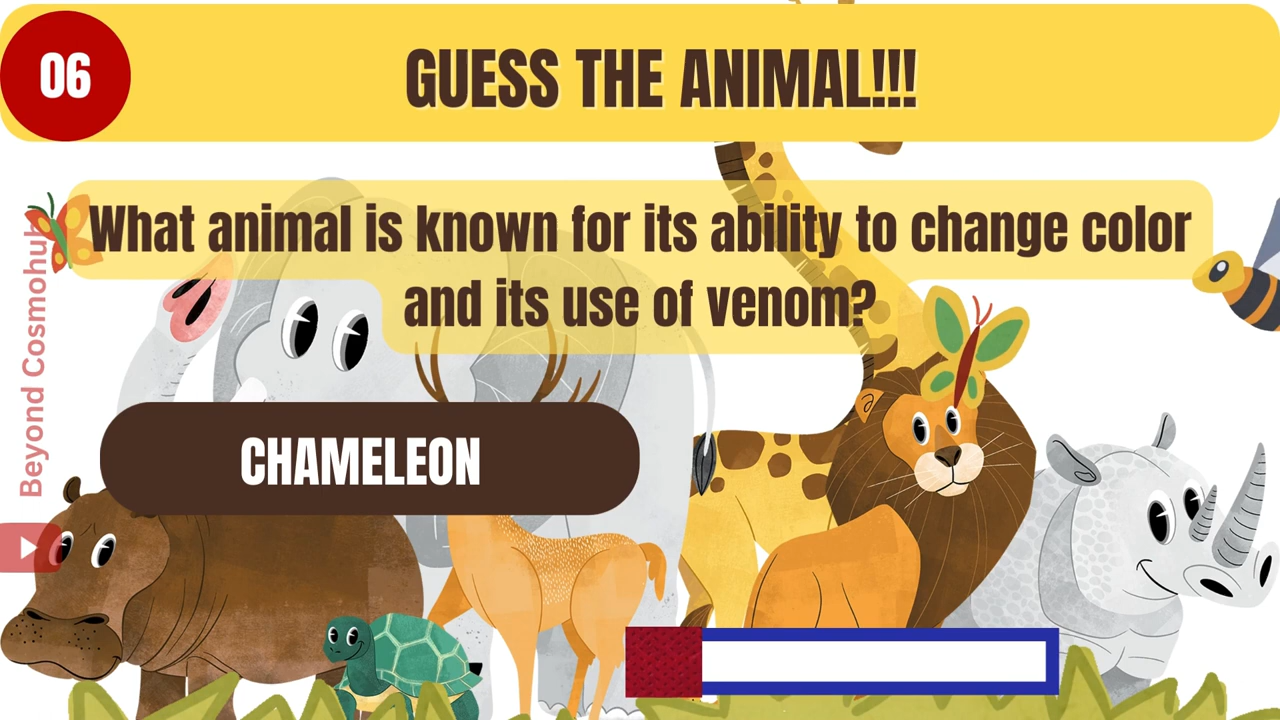 06
GUESS THE ANIMAL!!!
What animal is known for its ability to change color
and its use of venom?
CHAMELEON
Beyond Cosmohub